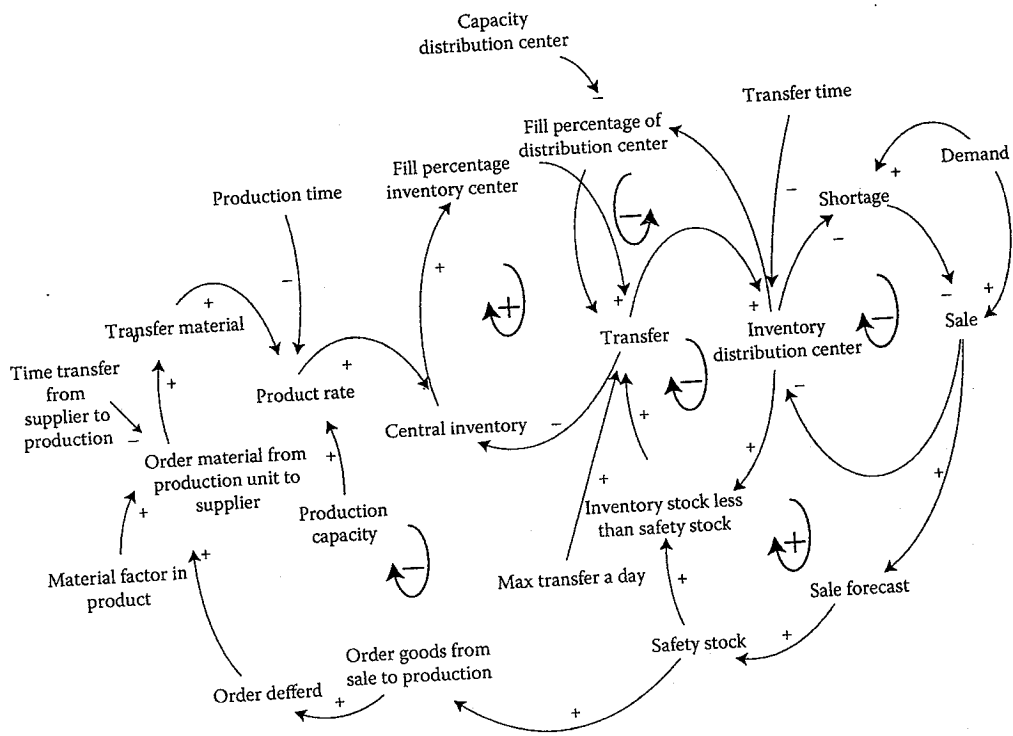 Capacity
distribution center
−
Transfer time
Fill percentage of
distribution center
Demand
Fill percentage
inventory center
+
Production time
−
Shortage
−
−
+
−
+
+
−
+
+
+
−
−
+
Transfer material
Transfer
Inventory
distribution center
Sale
+
Time transfer
from
supplier to
production
−
+
Product rate
−
−
Central inventory
−
+
Order material from
production unit to
supplier
+
+
+
Production
capacity
+
+
Inventory stock less
than safety stock
+
+
−
+
Material factor in
product
Max transfer a day
+
Sale forecast
Order goods from
sale to production
Safety stock
+
Order defferd
+
+